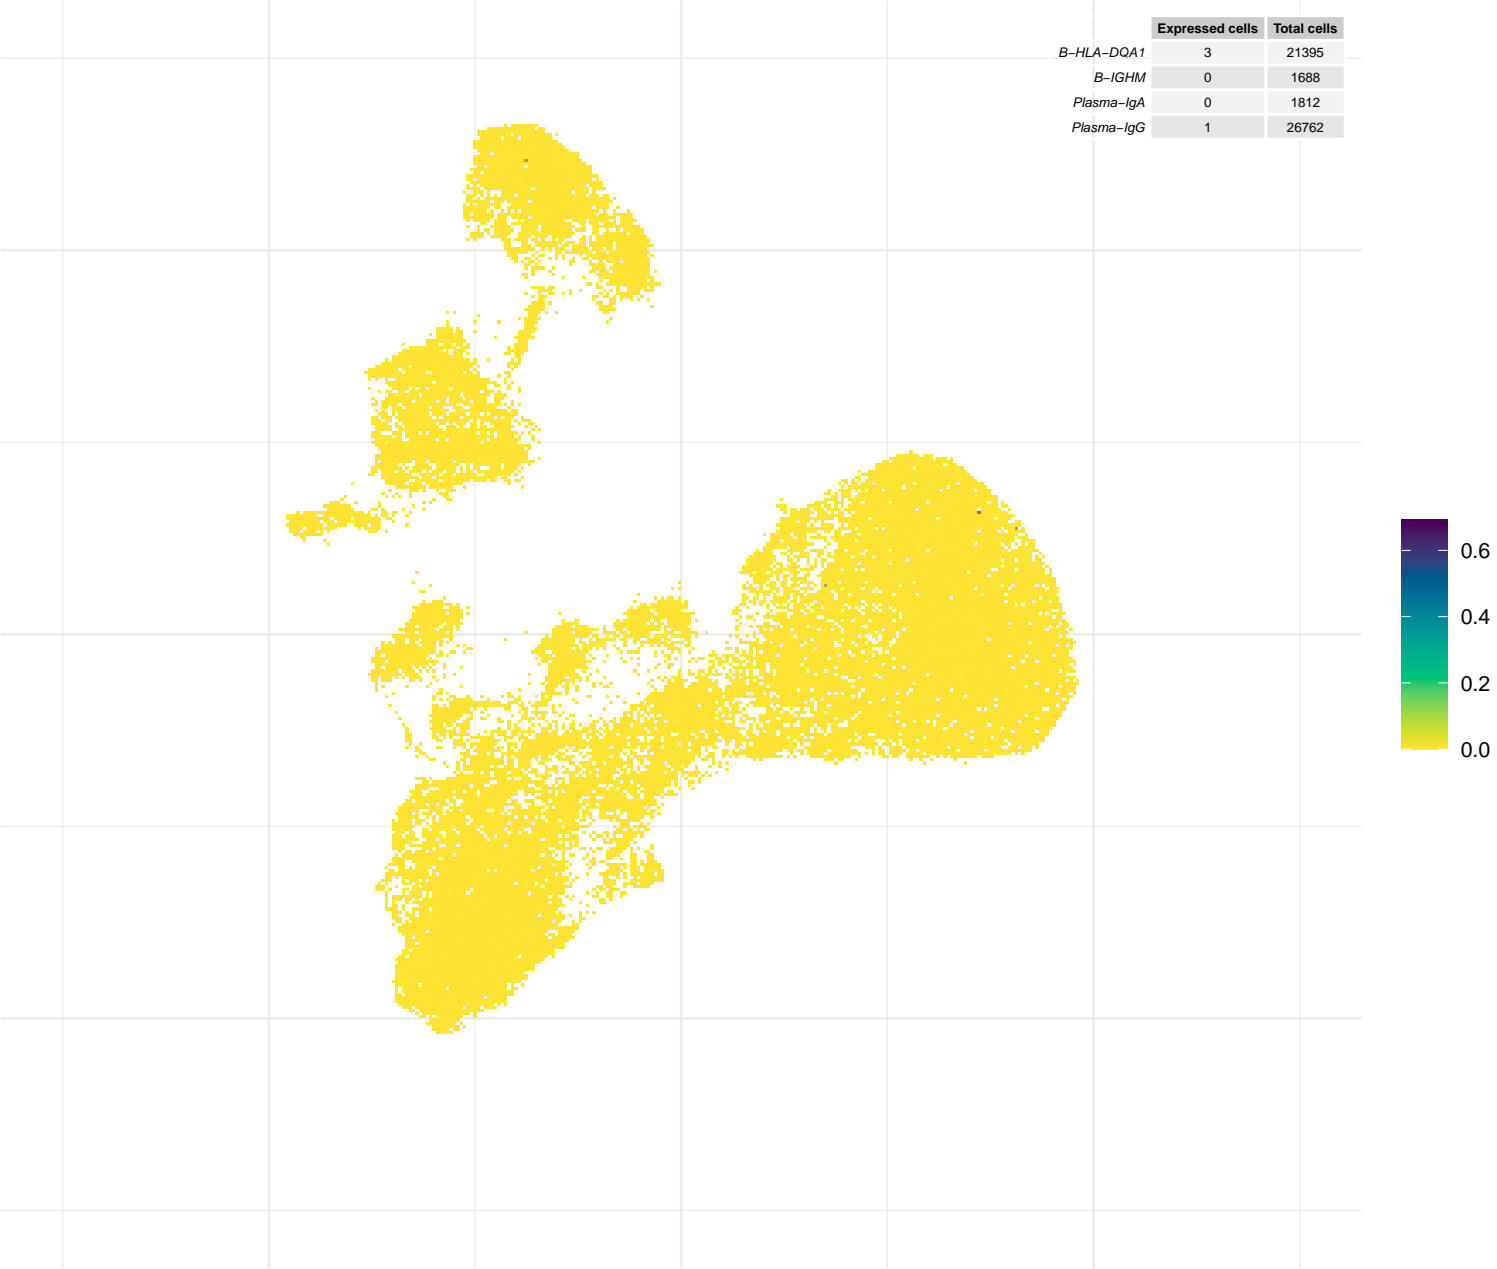 Expressed cells Total cells
B−HLA−DQA1 3 21395
B−IGHM 0 1688
Plasma−IgA 0 1812
Plasma−IgG 1 26762
0.6
0.4
0.2
0.0